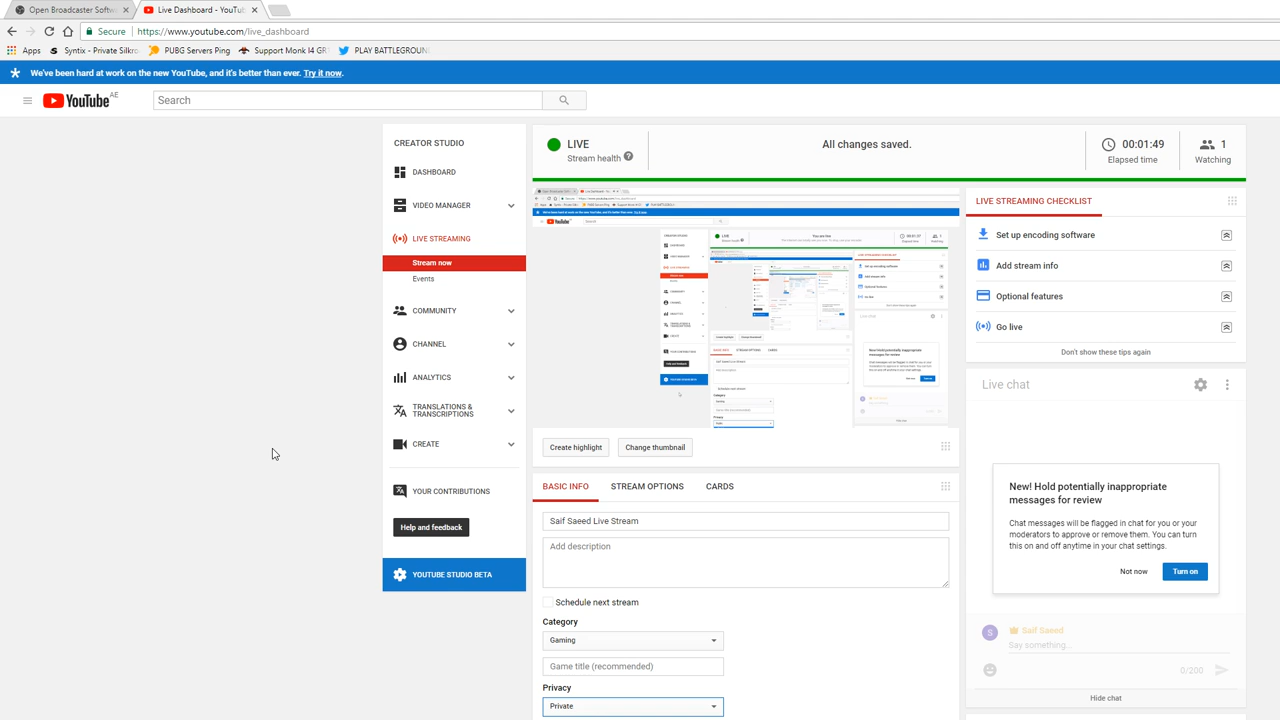 Open Broadcaster Softw
Live Dashboard - YouTu
Secure
https://www.youtube.com/live_dashboard
Apps
Syntix - Private Silkro
PUBG Servers Ping
Support Monk I4 GR
PLAY BATTLEGROUN
We've been hard at work on the new YouTube, and it's better than ever. Try it now.
YouTube AE
Search
CREATOR STUDIO
DASHBOARD
VIDEO MANAGER
LIVE STREAMING
Stream now
Events
COMMUNITY
CHANNEL
ANALYTICS
TRANSLATIONS &
TRANSCRIPTIONS
CREATE
YOUR CONTRIBUTIONS
Help and feedback
YOUTUBE STUDIO BETA
LIVE
Stream health ?
All changes saved.
00:01:49
Elapsed time
1
Watching
Create highlight
Change thumbnail
BASIC INFO
STREAM OPTIONS
CARDS
Saif Saeed Live Stream
Add description
Schedule next stream
Category
Gaming
Game title (recommended)
Privacy
Private
LIVE STREAMING CHECKLIST
Set up encoding software
Add stream info
Optional features
Go live
Don't show these tips again
Live chat
New! Hold potentially inappropriate
messages for review
Chat messages will be flagged in chat for you or your
moderators to approve or remove them. You can turn
this on and off anytime in your chat settings.
Not now
Turn on
S
Saif Saeed
Say something...
0/200
Hide chat